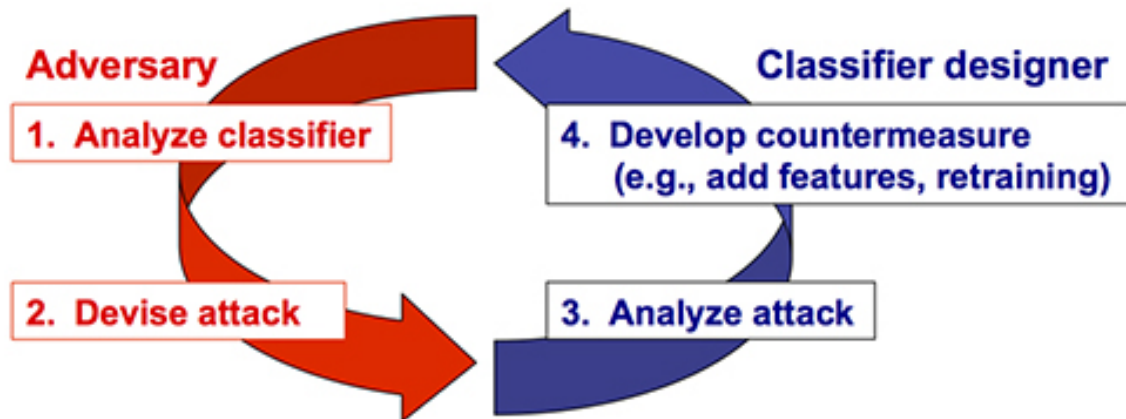 Adversary
1. Analyze classifier
2. Devise attack
Classifier designer
4. Develop countermeasure
(e.g., add features, retraining)
3. Analyze attack